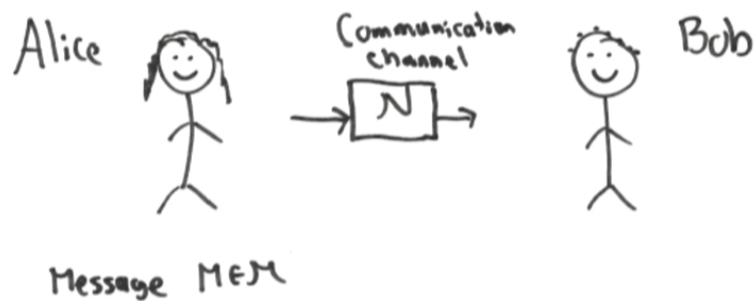 Alice
Communication
channel
Bob
N
Message M∈ℳ